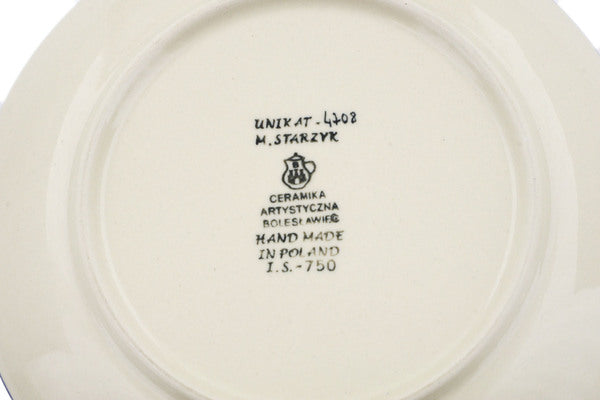 UNIKAT - 4708
M. STARZYK
CERAMIKA
ARTYSTYCZNA
BOLESŁAWIEC
HAND MADE
IN POLAND
I.S.-750